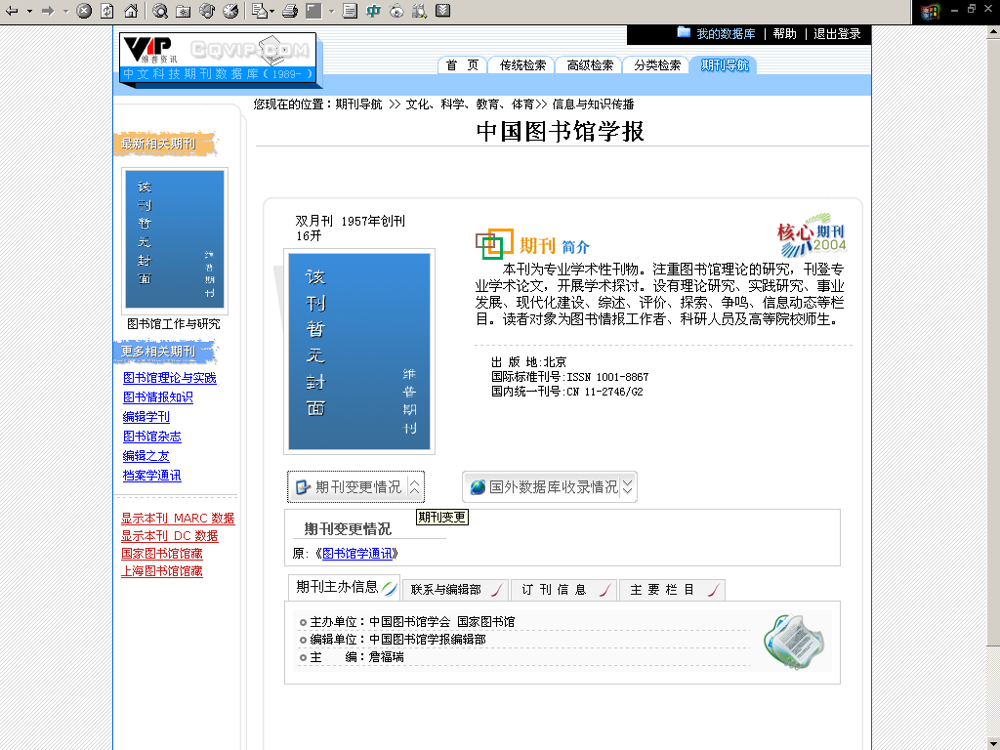 我的数据库 | 帮助 | 退出登录
VIP 维普资讯 CQVIP.COM
中文科技期刊数据库(1989-)
首 页 传统检索 高级检索 分类检索 期刊导航
您现在的位置：期刊导航 >> 文化、科学、教育、体育>> 信息与知识传播
中国图书馆学报
最新相关期刊
该刊暂无封面
维普期刊
图书馆工作与研究
更多相关期刊
图书馆理论与实践
图书情报知识
编辑学刊
图书馆杂志
编辑之友
档案学通讯
显示本刊 MARC 数据
显示本刊 DC 数据
国家图书馆馆藏
上海图书馆馆藏
双月刊 1957年创刊
16开
该刊暂无封面
维普期刊
期刊 简介
核心期刊 2004
本刊为专业学术性刊物。注重图书馆理论的研究，刊登专
业学术论文，开展学术探讨。设有理论研究、实践研究、事业
发展、现代化建设、综述、评价、探索、争鸣、信息动态等栏
目。读者对象为图书情报工作者、科研人员及高等院校师生。
出 版 地:北京
国际标准刊号:ISSN 1001-8867
国内统一刊号:CN 11-2746/G2
期刊变更情况 国外数据库收录情况
期刊变更
期刊变更情况
原:《图书馆学通讯》
期刊主办信息 联系与编辑部 订 刊 信 息 主 要 栏 目
主办单位：中国图书馆学会 国家图书馆
编辑单位：中国图书馆学报编辑部
主 编：詹福瑞